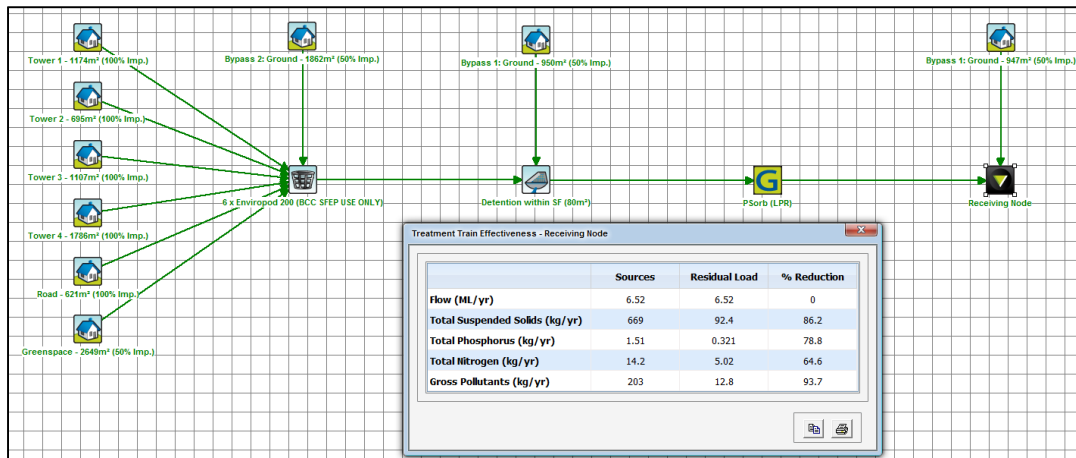 Tower 1 - 1174m² (100% Imp.)
Bypass 2: Ground - 1862m² (50% Imp.)
Bypass 1: Ground - 950m² (50% Imp.)
Bypass 1: Ground - 947m² (50% Imp.)
Tower 2 - 695m² (100% Imp.)
Tower 3 - 1107m² (100% Imp.)
6 x Enviropod 200 (BCC SFEP USE ONLY)
Detention within SF (80m²)
G
PSorb (LPR)
Receiving Node
Tower 4 - 1786m² (100% Imp.)
Road - 621m² (100% Imp.)
Greenspace - 2649m² (50% Imp.)
Treatment Train Effectiveness - Receiving Node
Sources Residual Load % Reduction
Flow (ML/yr) 6.52 6.52 0
Total Suspended Solids (kg/yr) 669 92.4 86.2
Total Phosphorus (kg/yr) 1.51 0.321 78.8
Total Nitrogen (kg/yr) 14.2 5.02 64.6
Gross Pollutants (kg/yr) 203 12.8 93.7